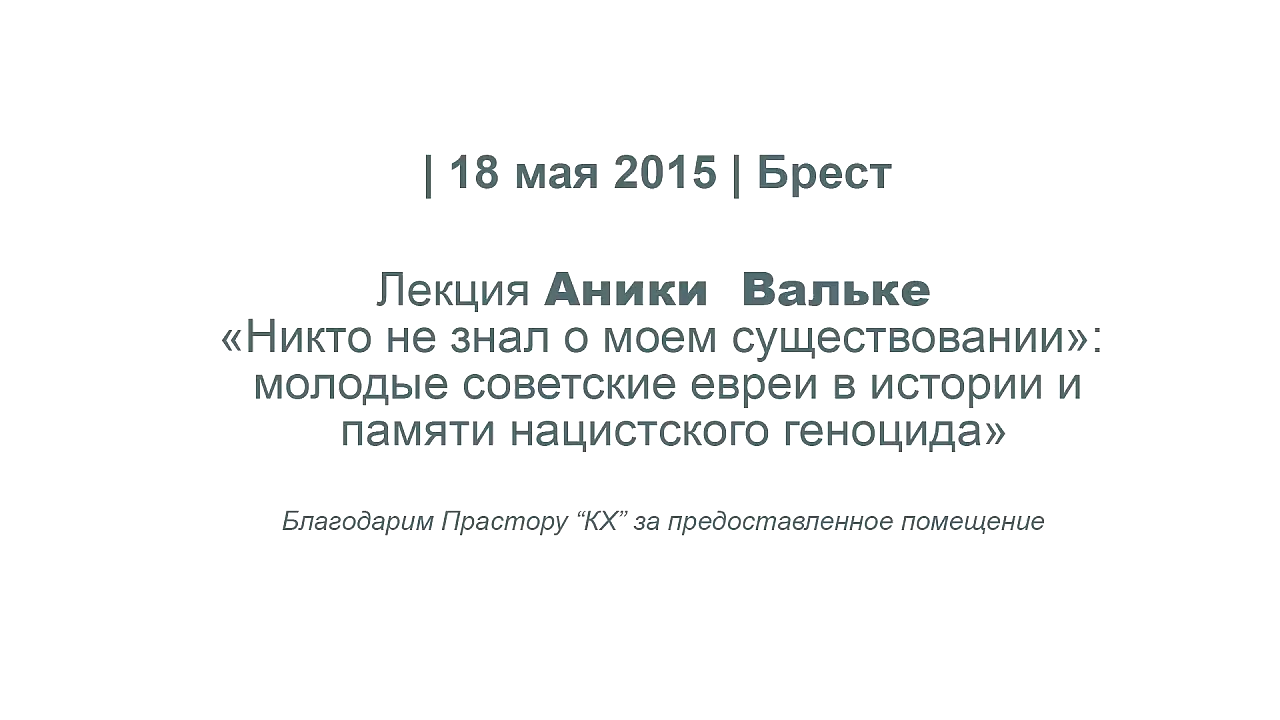 | 18 мая 2015 | Брест
Лекция Аники Вальке
«Никто не знал о моем существовании»:
молодые советские евреи в истории и
памяти нацистского геноцида»
Благодарим Прастору “КХ” за предоставленное помещение